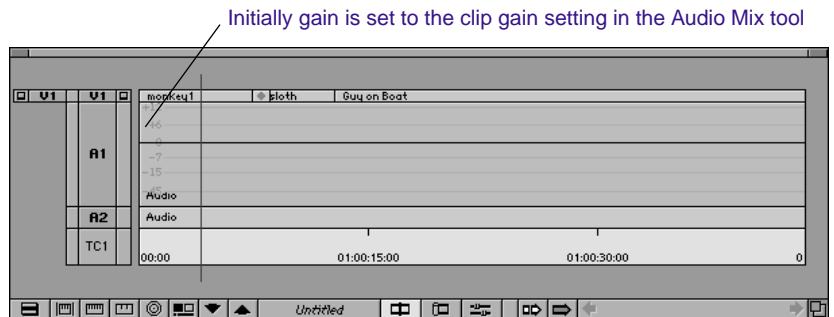 Initially gain is set to the clip gain setting in the Audio Mix tool
V1 V1 monkey1 sloth Guy on Boat
+6
0
A1
-7
-15
Audio
A2 Audio
TC1
00:00 01:00:15:00 01:00:30:00 0
Untitled